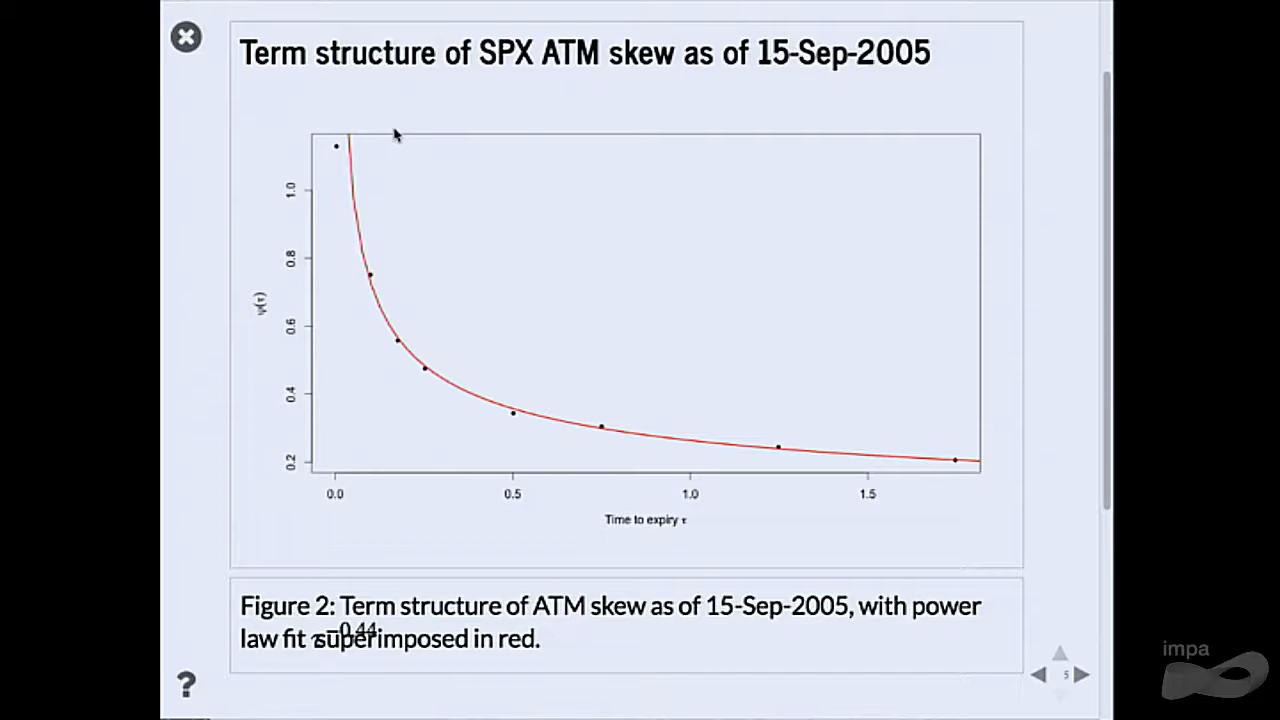 Term structure of SPX ATM skew as of 15-Sep-2005
1.0
0.8
0.6
0.4
0.2
ψ(τ)
0.0 0.5 1.0 1.5
Time to expiry τ
Figure 2: Term structure of ATM skew as of 15-Sep-2005, with power
law fit τ−0.44 superimposed in red.
?
5
impa